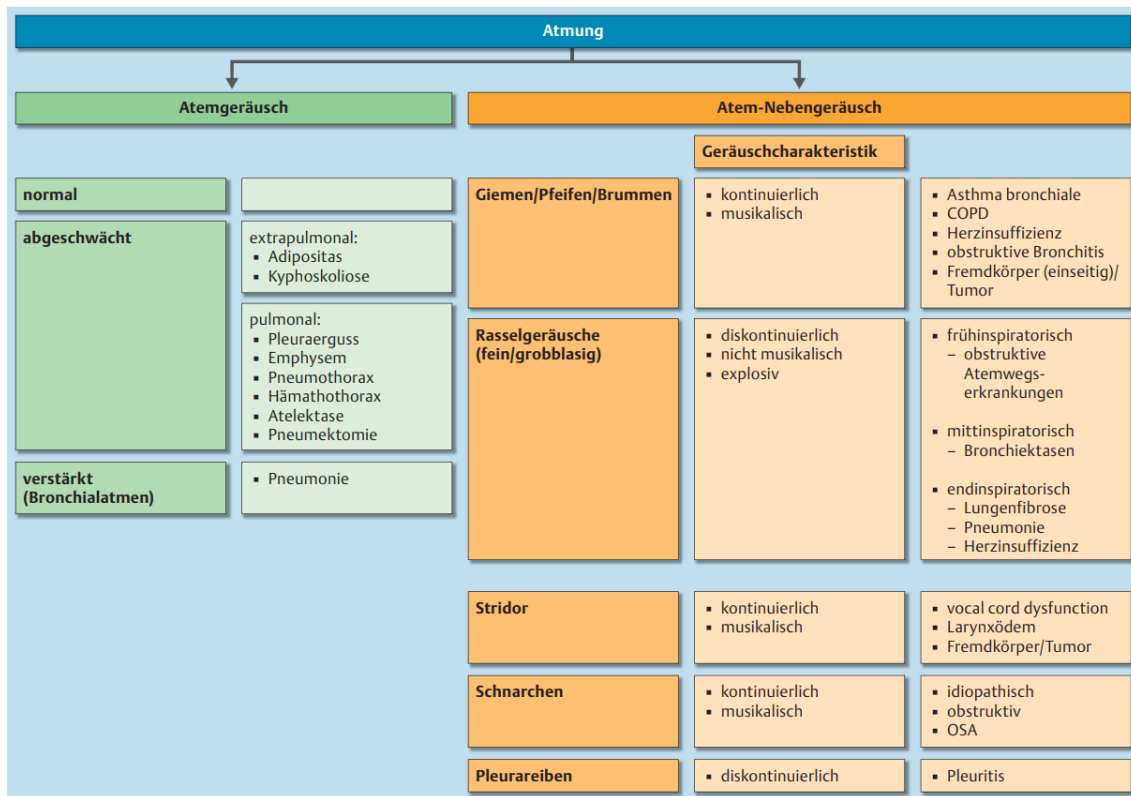 Atmung
Atemgeräusch
normal
abgeschwächt
extrapulmonal:
▪ Adipositas
▪ Kyphoskoliose
pulmonal:
▪ Pleuraerguss
▪ Emphysem
▪ Pneumothorax
▪ Hämathothorax
▪ Atelektase
▪ Pneumektomie
verstärkt
(Bronchialatmen)
▪ Pneumonie
Atem-Nebengeräusch
Geräuschcharakteristik
Giemen/Pfeifen/Brummen
▪ kontinuierlich
▪ musikalisch
▪ Asthma bronchiale
▪ COPD
▪ Herzinsuffizienz
▪ obstruktive Bronchitis
▪ Fremdkörper (einseitig)/
Tumor
Rasselgeräusche
(fein/grobblasig)
▪ diskontinuierlich
▪ nicht musikalisch
▪ explosiv
▪ frühinspiratorisch
– obstruktive
Atemwegs-
erkrankungen
▪ mittinspiratorisch
– Bronchiektasen
▪ endinspiratorisch
– Lungenfibrose
– Pneumonie
– Herzinsuffizienz
Stridor
▪ kontinuierlich
▪ musikalisch
▪ vocal cord dysfunction
▪ Larynxödem
▪ Fremdkörper/Tumor
Schnarchen
▪ kontinuierlich
▪ musikalisch
▪ idiopathisch
▪ obstruktiv
▪ OSA
Pleurareiben
▪ diskontinuierlich
▪ Pleuritis